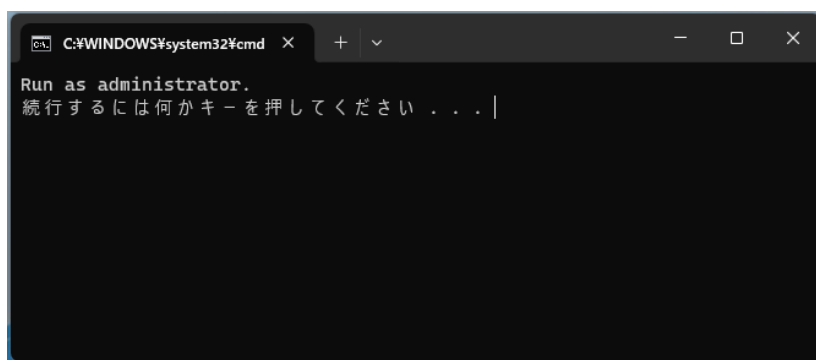 C:¥WINDOWS¥system32¥cmd
Run as administrator.
続行するには何かキーを押してください . . .